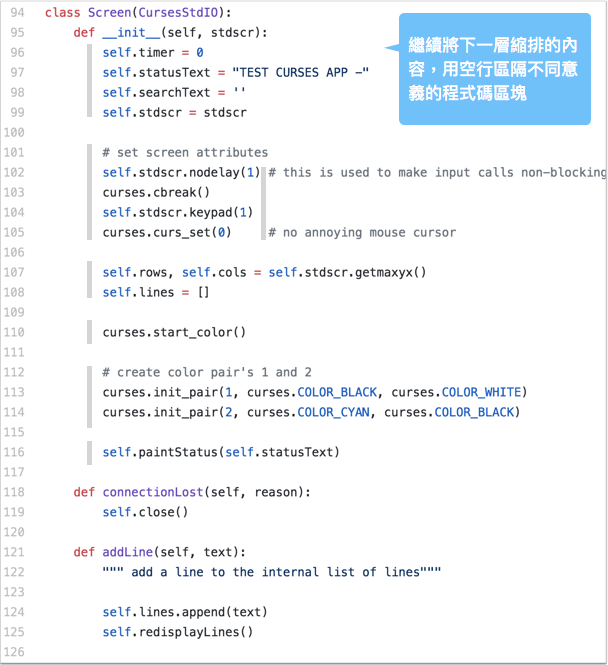 94 class Screen(CursesStdIO):
95     def __init__(self, stdscr):
96         self.timer = 0
97         self.statusText = "TEST CURSES APP -"
98         self.searchText = ''
99         self.stdscr = stdscr
100
101         # set screen attributes
102         self.stdscr.nodelay(1) # this is used to make input calls non-blocking
103         curses.cbreak()
104         self.stdscr.keypad(1)
105         curses.curs_set(0)     # no annoying mouse cursor
106
107         self.rows, self.cols = self.stdscr.getmaxyx()
108         self.lines = []
109
110         curses.start_color()
111
112         # create color pair's 1 and 2
113         curses.init_pair(1, curses.COLOR_BLACK, curses.COLOR_WHITE)
114         curses.init_pair(2, curses.COLOR_CYAN, curses.COLOR_BLACK)
115
116         self.paintStatus(self.statusText)
117
118     def connectionLost(self, reason):
119         self.close()
120
121     def addLine(self, text):
122         """ add a line to the internal list of lines"""
123
124         self.lines.append(text)
125         self.redisplayLines()
126
繼續將下一層縮排的內
容，用空行區隔不同意
義的程式碼區塊